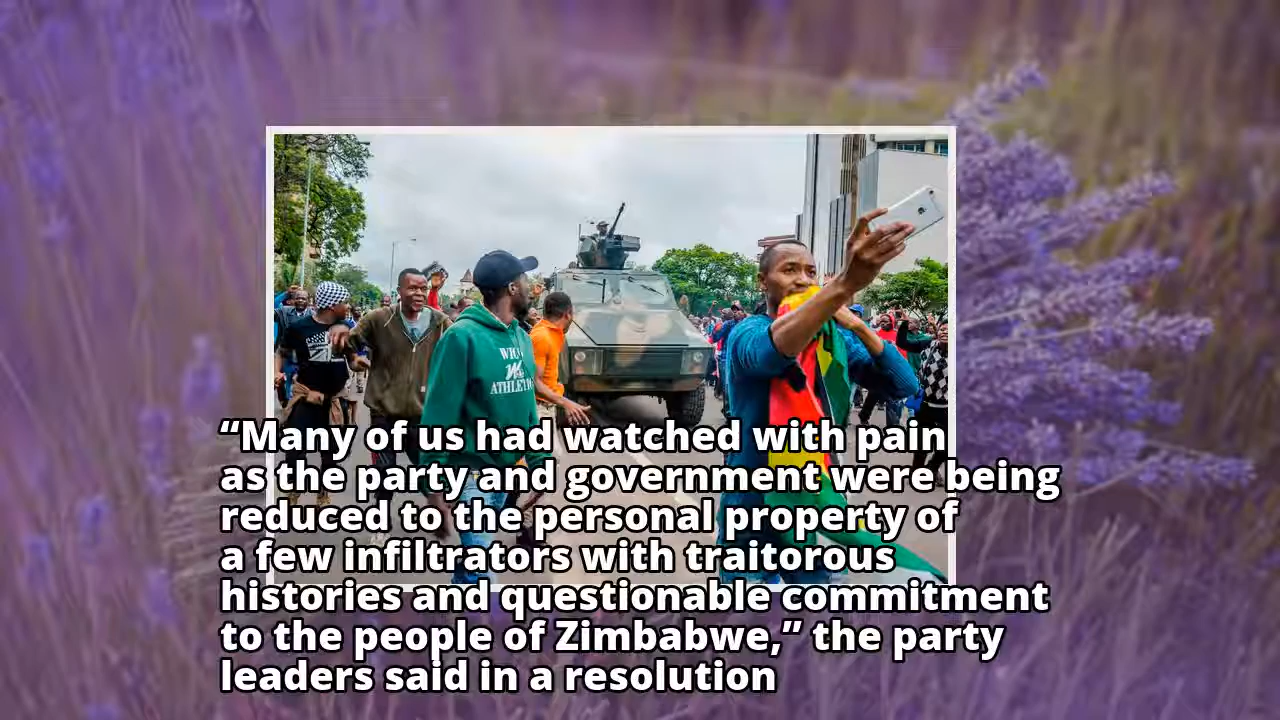 WICK
ATHLETIC
“Many of us had watched with pain
as the party and government were being
reduced to the personal property of
a few infiltrators with traitorous
histories and questionable commitment
to the people of Zimbabwe,” the party
leaders said in a resolution